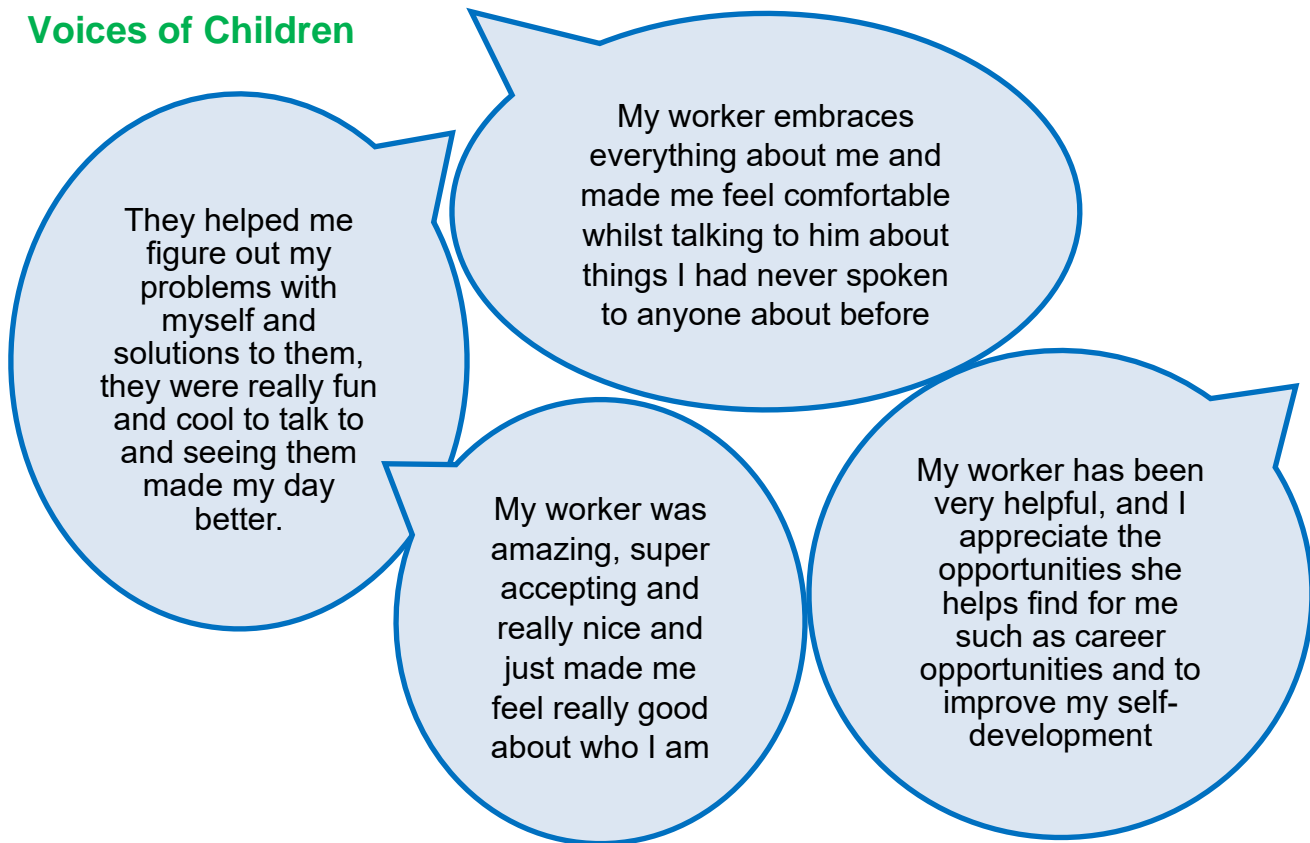 Voices of Children
My worker embraces
everything about me and
made me feel comfortable
whilst talking to him about
things I had never spoken
to anyone about before
They helped me
figure out my
problems with
myself and
solutions to them,
they were really fun
and cool to talk to
and seeing them
made my day
better.
My worker was
amazing, super
accepting and
really nice and
just made me
feel really good
about who I am
My worker has been
very helpful, and I
appreciate the
opportunities she
helps find for me
such as career
opportunities and to
improve my self-
development